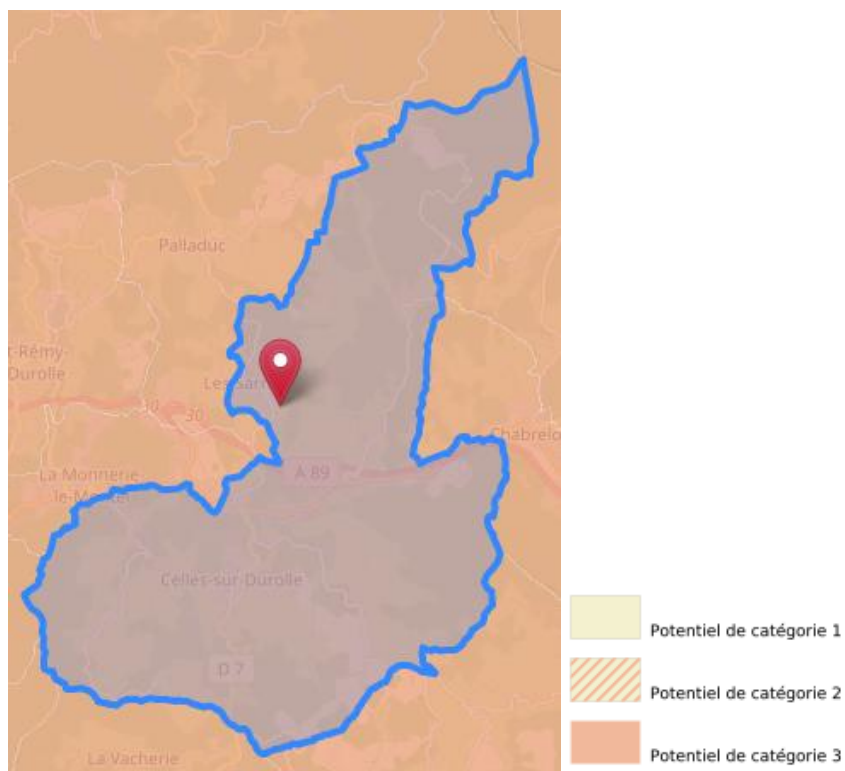 Palladuc
t-Rémy-
Durolle
Les Sarr
30
30
Chabrelo
La Monnerie-
le-Montel
A 89
Celles-sur-Durolle
D 7
La Vacherie
Potentiel de catégorie 1
Potentiel de catégorie 2
Potentiel de catégorie 3